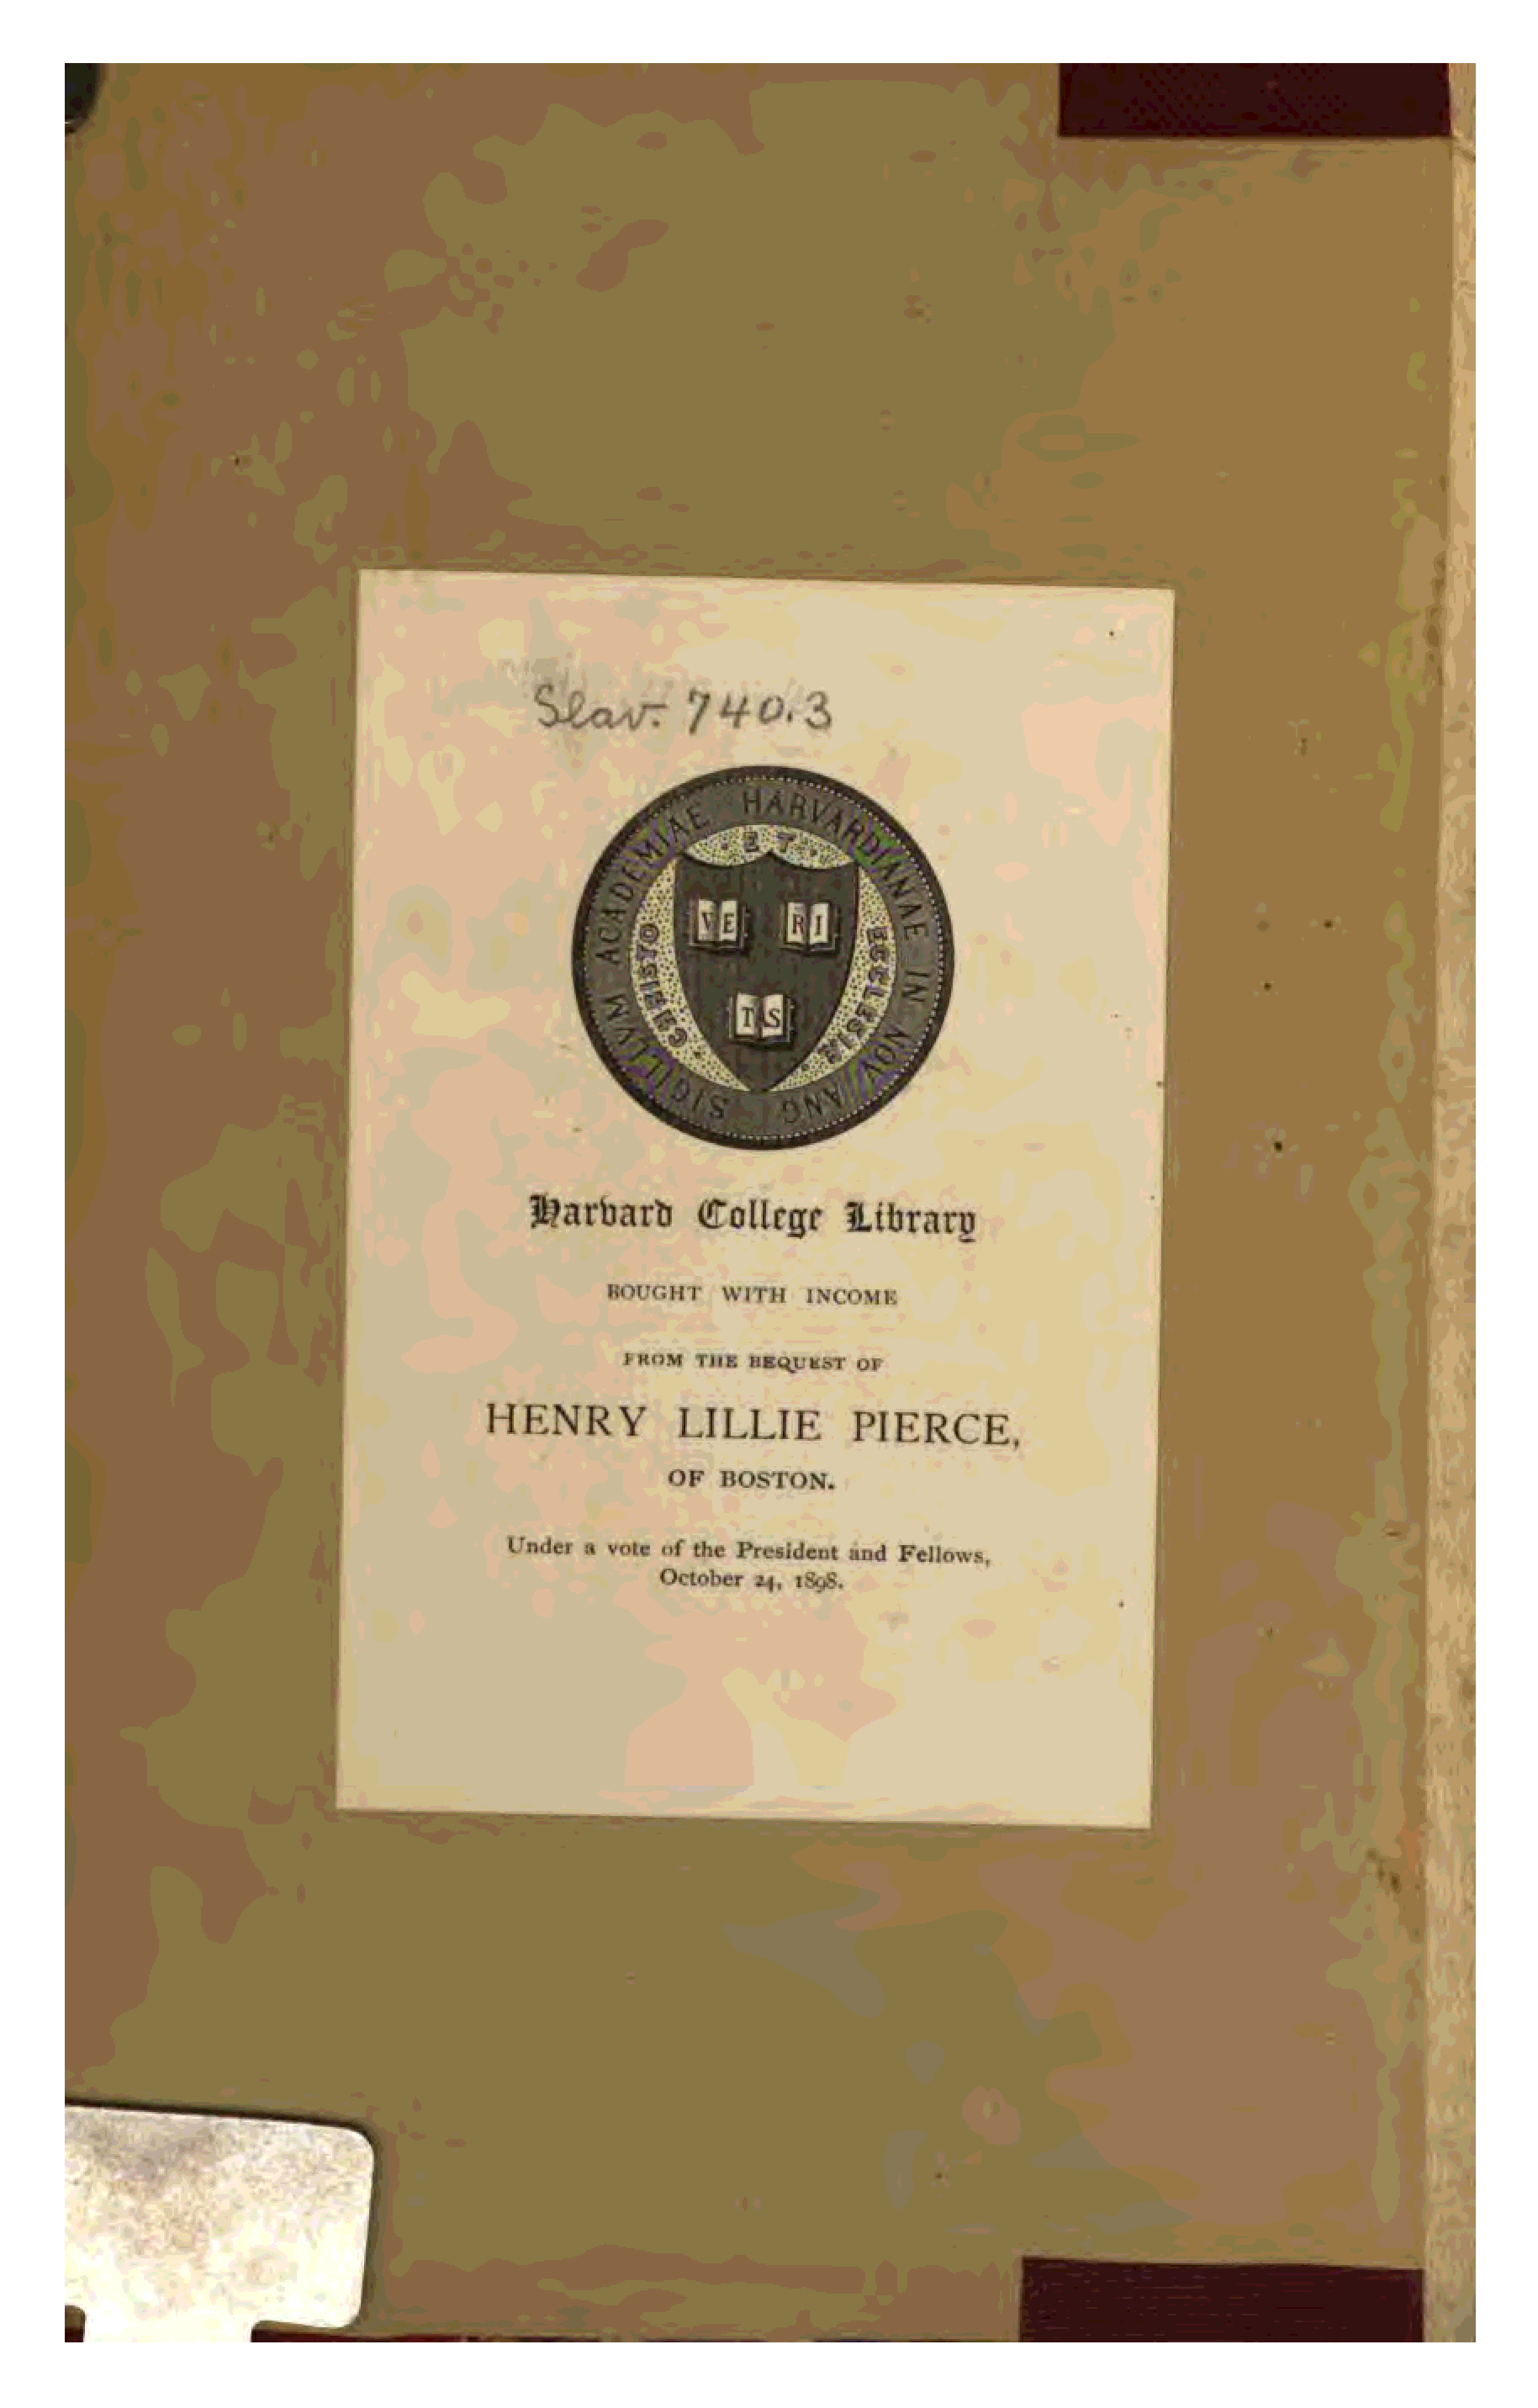 Slav. 740.3
SIGILLVM ACADEMIAE HARVARDIANAE IN NOV ANG
CHRISTO ET ECCLESIAE
VE RI
TAS
Harvard College Library
BOUGHT WITH INCOME
FROM THE BEQUEST OF
HENRY LILLIE PIERCE,
OF BOSTON.
Under a vote of the President and Fellows,
October 24, 1898.